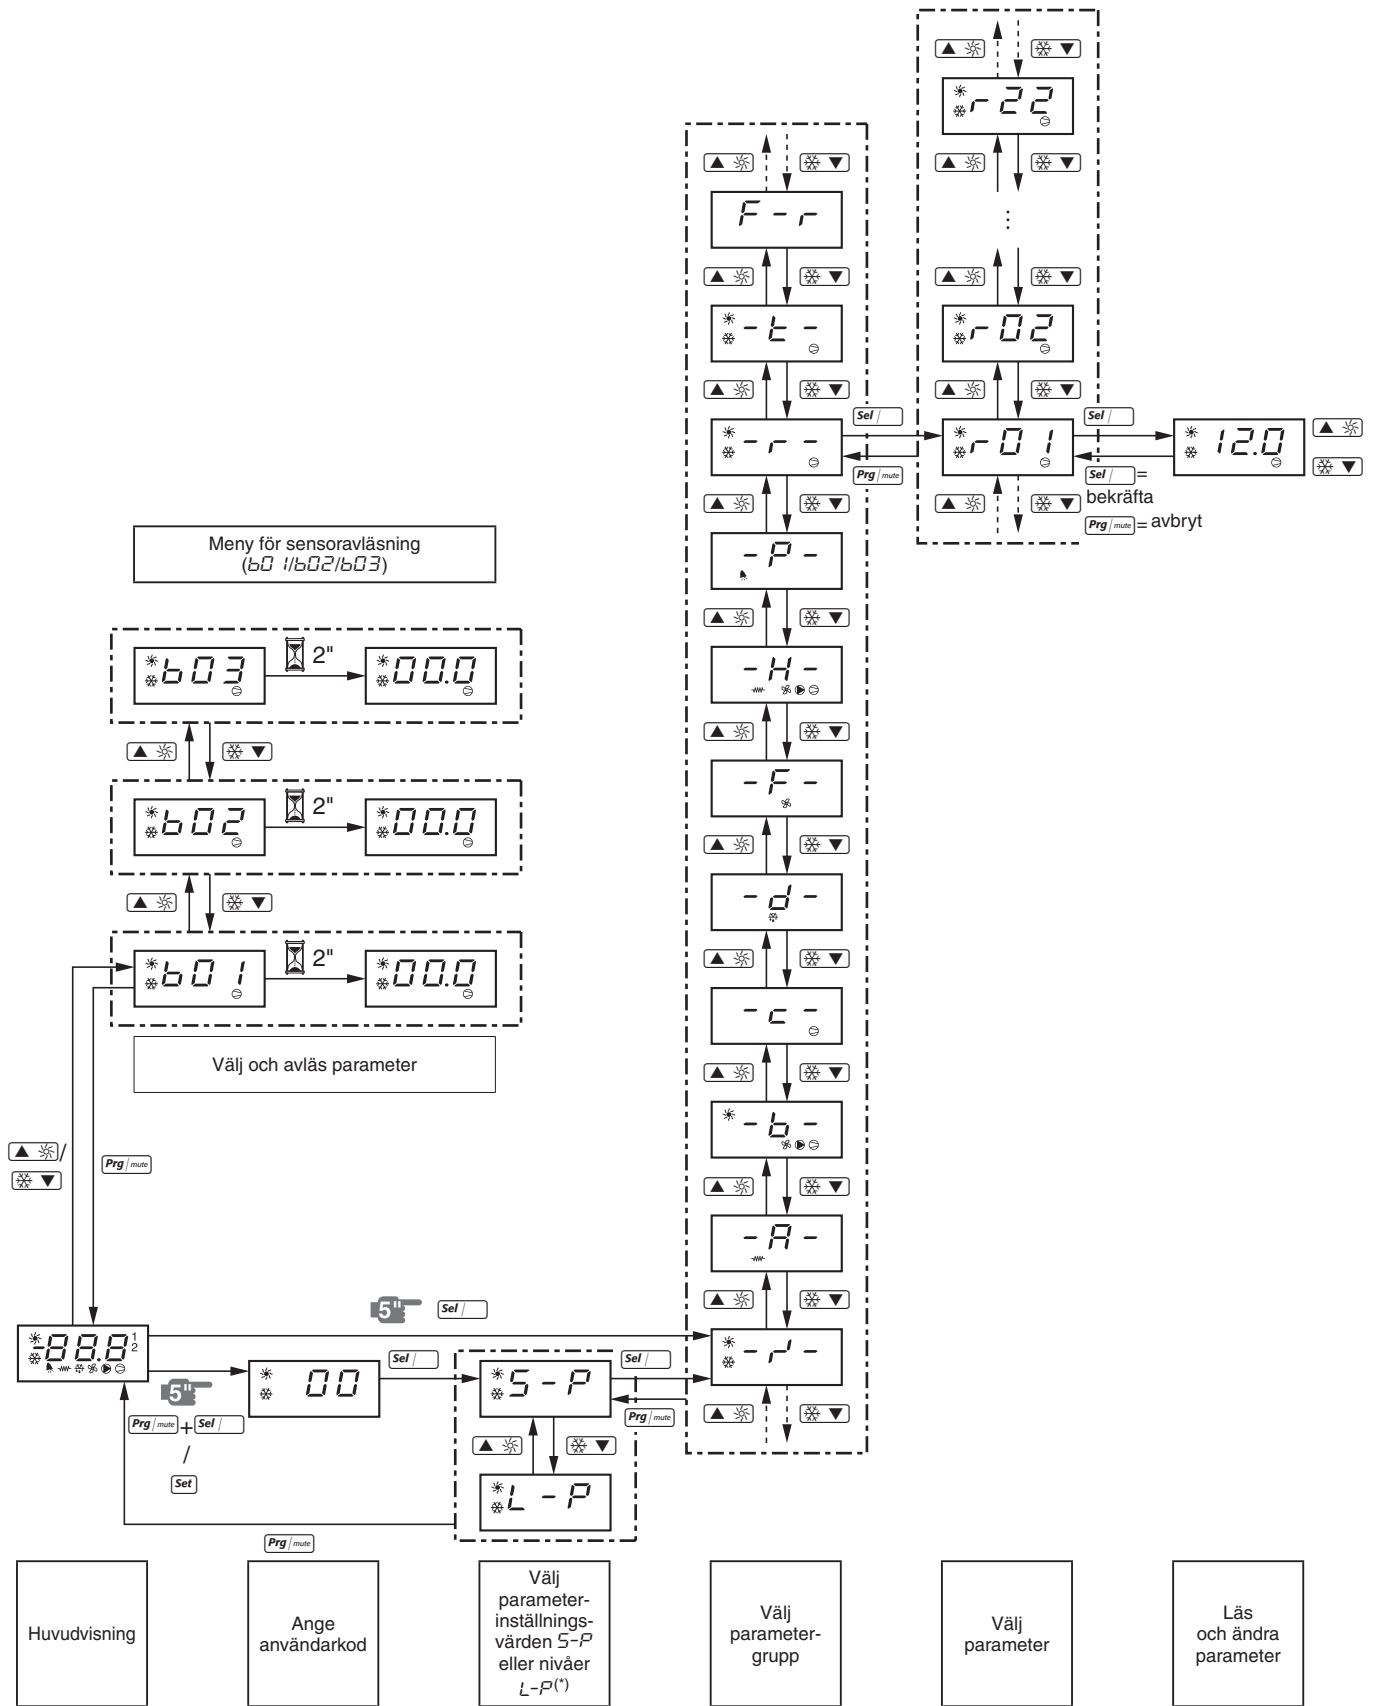 r22
F-r
r02
-t-
Sel
Sel
-r-
r01
12.0
Prg/mute
Sel =
bekräfta
Prg/mute = avbryt
-P-
Meny för sensoravläsning
(b01/b02/b03)
b03
2"
00.0
-H-
b02
2"
00.0
-F-
b01
2"
00.0
-d-
-c-
Välj och avläs parameter
-b-
/
Prg/mute
-A-
5"
Sel
-88.8
1
2
-/-
Sel
Sel
00
S-P
5"
Prg/mute + Sel
Prg/mute
/
Set
L-P
Prg/mute
Huvudvisning
Ange
användarkod
Välj
parameter-
inställnings-
värden S-P
eller nivåer
L-P(*)
Välj
parameter-
grupp
Välj
parameter
Läs
och ändra
parameter